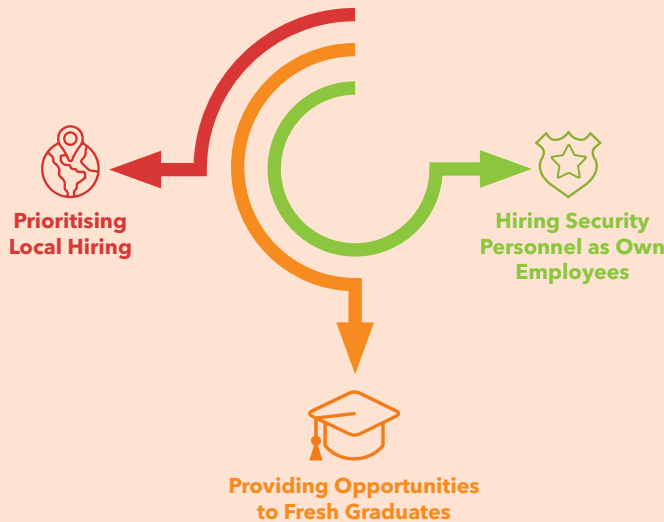 Prioritising
Local Hiring
Hiring Security
Personnel as Own
Employees
Providing Opportunities
to Fresh Graduates